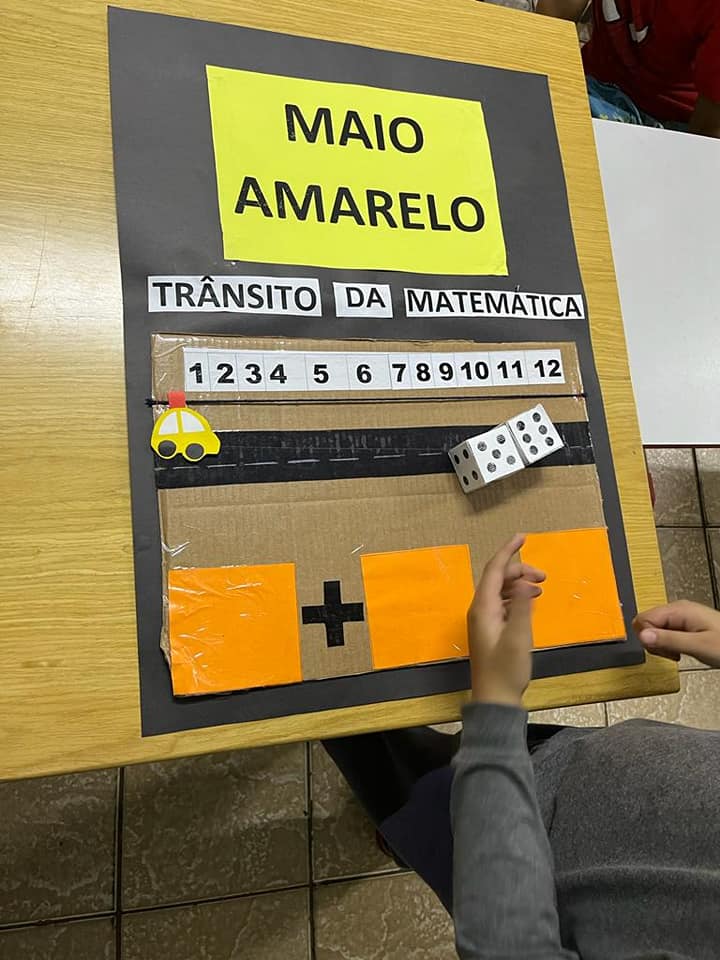 MAIO
AMARELO
TRÂNSITO DA MATEMÁTICA
1 2 3 4 5 6 7 8 9 10 11 12
+